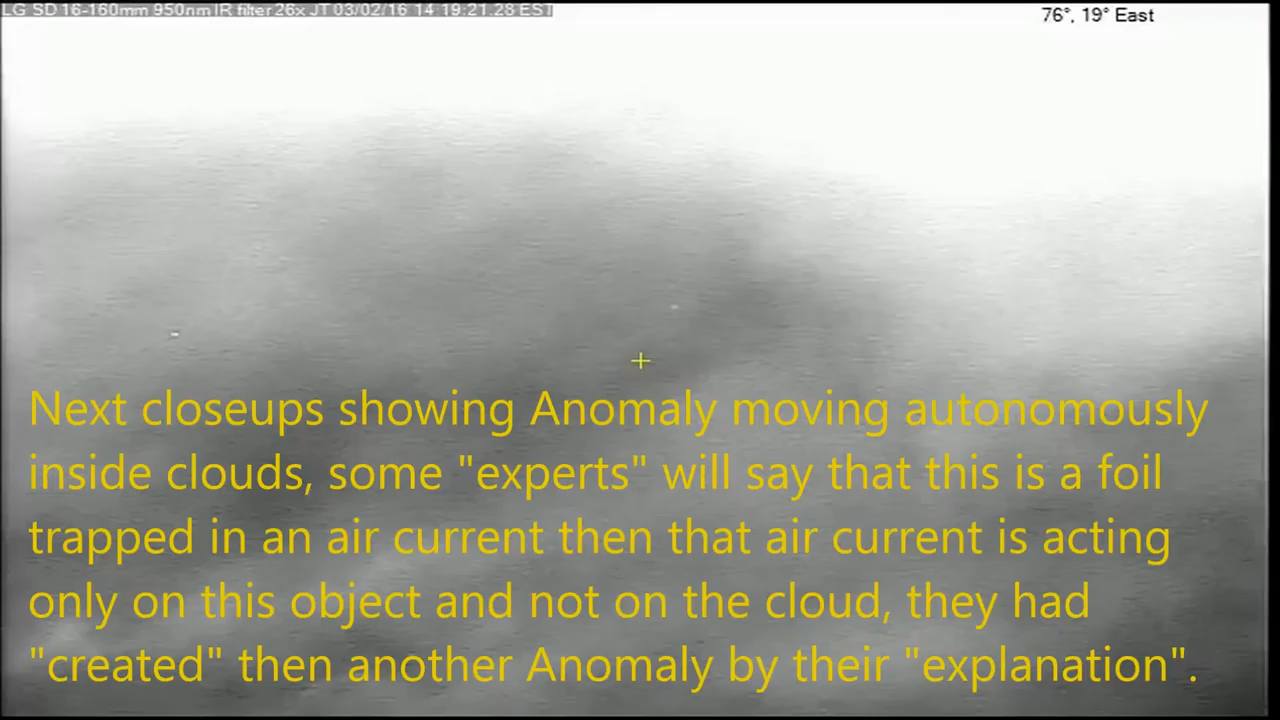 LG SD 16-160mm 950nm IR filter 26x JT 03/02/16 14 19:21.28 EST
76°, 19° East
Next closeups showing Anomaly moving autonomously
inside clouds, some "experts" will say that this is a foil
trapped in an air current then that air current is acting
only on this object and not on the cloud, they had
"created" then another Anomaly by their "explanation".